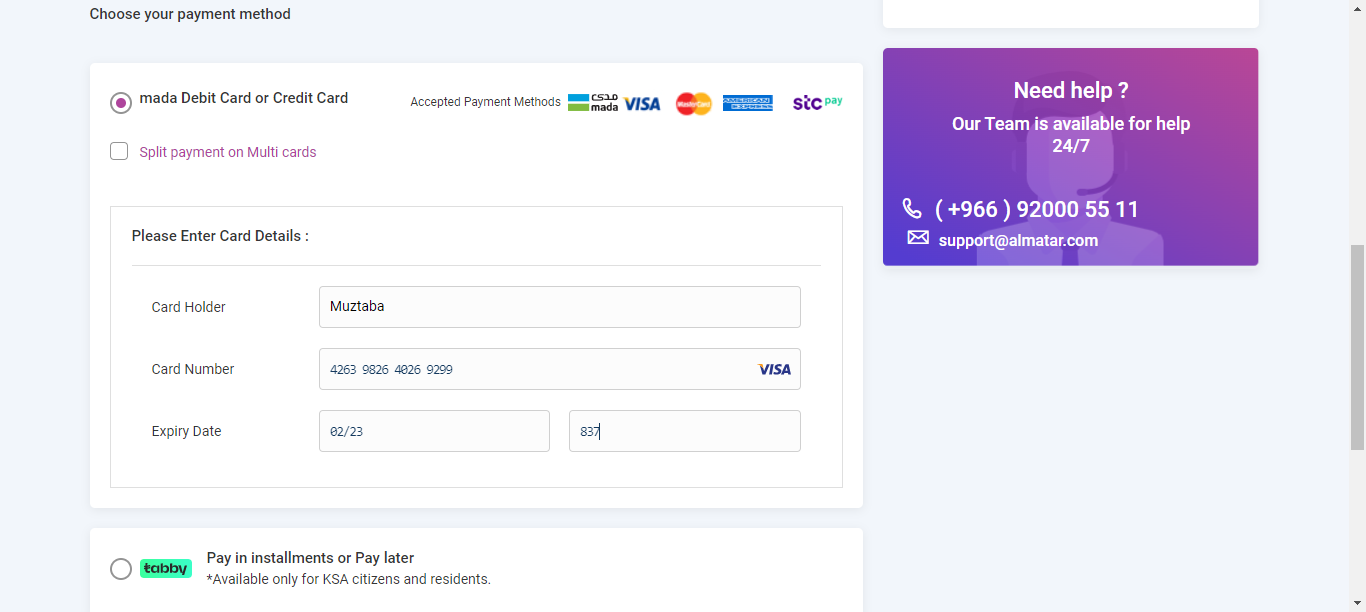 Choose your payment method
mada Debit Card or Credit Card
Accepted Payment Methods
مدى
mada
VISA
MasterCard
AMERICAN
EXPRESS
stc pay
Split payment on Multi cards
Please Enter Card Details :
Card Holder
Muztaba
Card Number
4263 9826 4026 9299
VISA
Expiry Date
02/23
837
tabby
Pay in installments or Pay later
*Available only for KSA citizens and residents.
Need help ?
Our Team is available for help
24/7
( +966 ) 92000 55 11
support@almatar.com